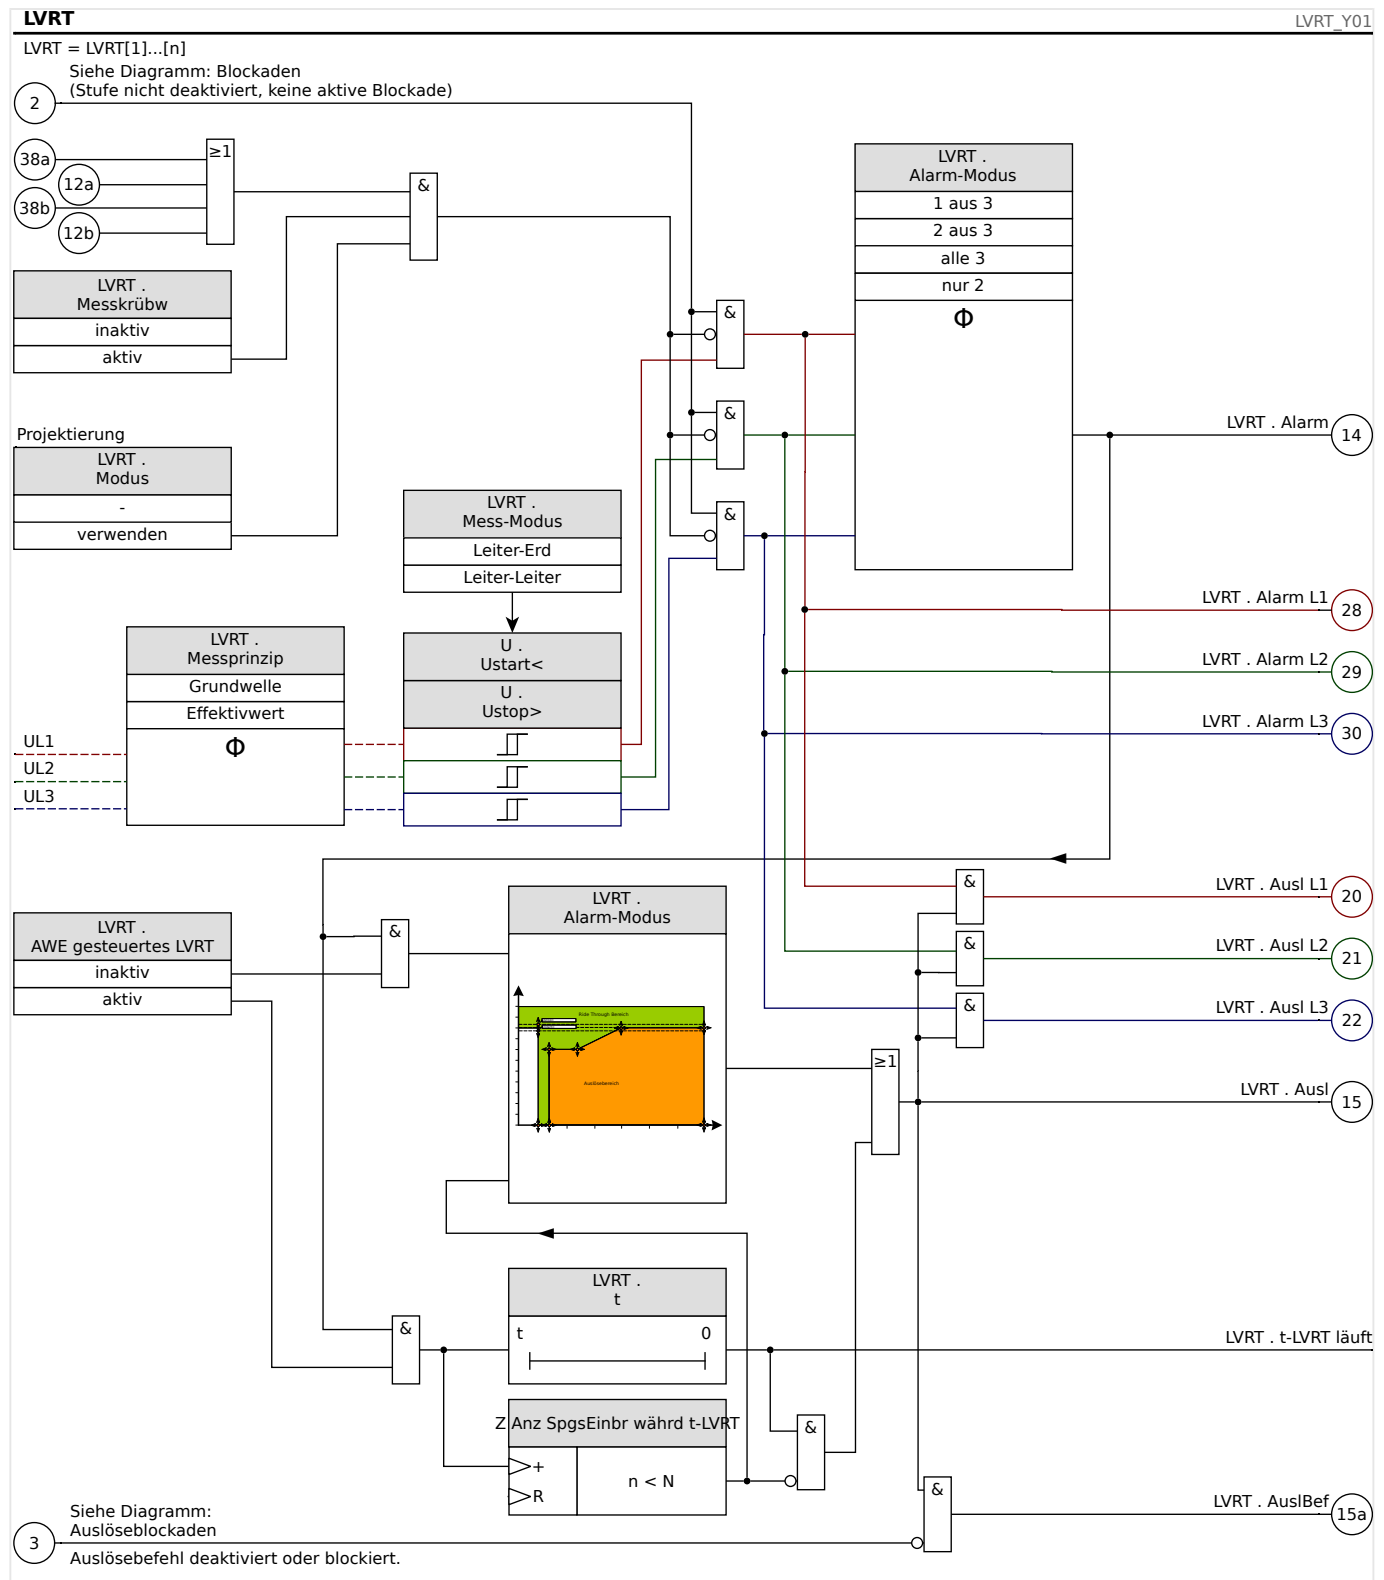 LVRT
LVRT_Y01
LVRT = LVRT[1]...[n]
Siehe Diagramm: Blockaden
(Stufe nicht deaktiviert, keine aktive Blockade)
2
38a
≥1
12a
38b
12b
&
LVRT .
Messkrübw
inaktiv
aktiv
LVRT .
Alarm-Modus
1 aus 3
2 aus 3
alle 3
nur 2
Φ
&
&
&
Projektierung
LVRT .
Modus
-
verwenden
LVRT .
Mess-Modus
Leiter-Erd
Leiter-Leiter
LVRT . Alarm
14
LVRT . Alarm L1
28
LVRT . Alarm L2
29
LVRT . Alarm L3
30
LVRT .
Messprinzip
Grundwelle
Effektivwert
Φ
U .
Ustart<
U .
Ustop>
UL1
UL2
UL3
LVRT .
AWE gesteuertes LVRT
inaktiv
aktiv
&
LVRT .
Alarm-Modus
Ride Through Bereich
Auslösebereich
&
LVRT . Ausl L1
20
&
LVRT . Ausl L2
21
&
LVRT . Ausl L3
22
≥1
LVRT . Ausl
15
LVRT .
t
t
0
&
LVRT . t-LVRT läuft
Z Anz SpgsEinbr währd t-LVRT
+
R
n < N
&
&
LVRT . AuslBef
15a
Siehe Diagramm:
Auslöseblockaden
3
Auslösebefehl deaktiviert oder blockiert.